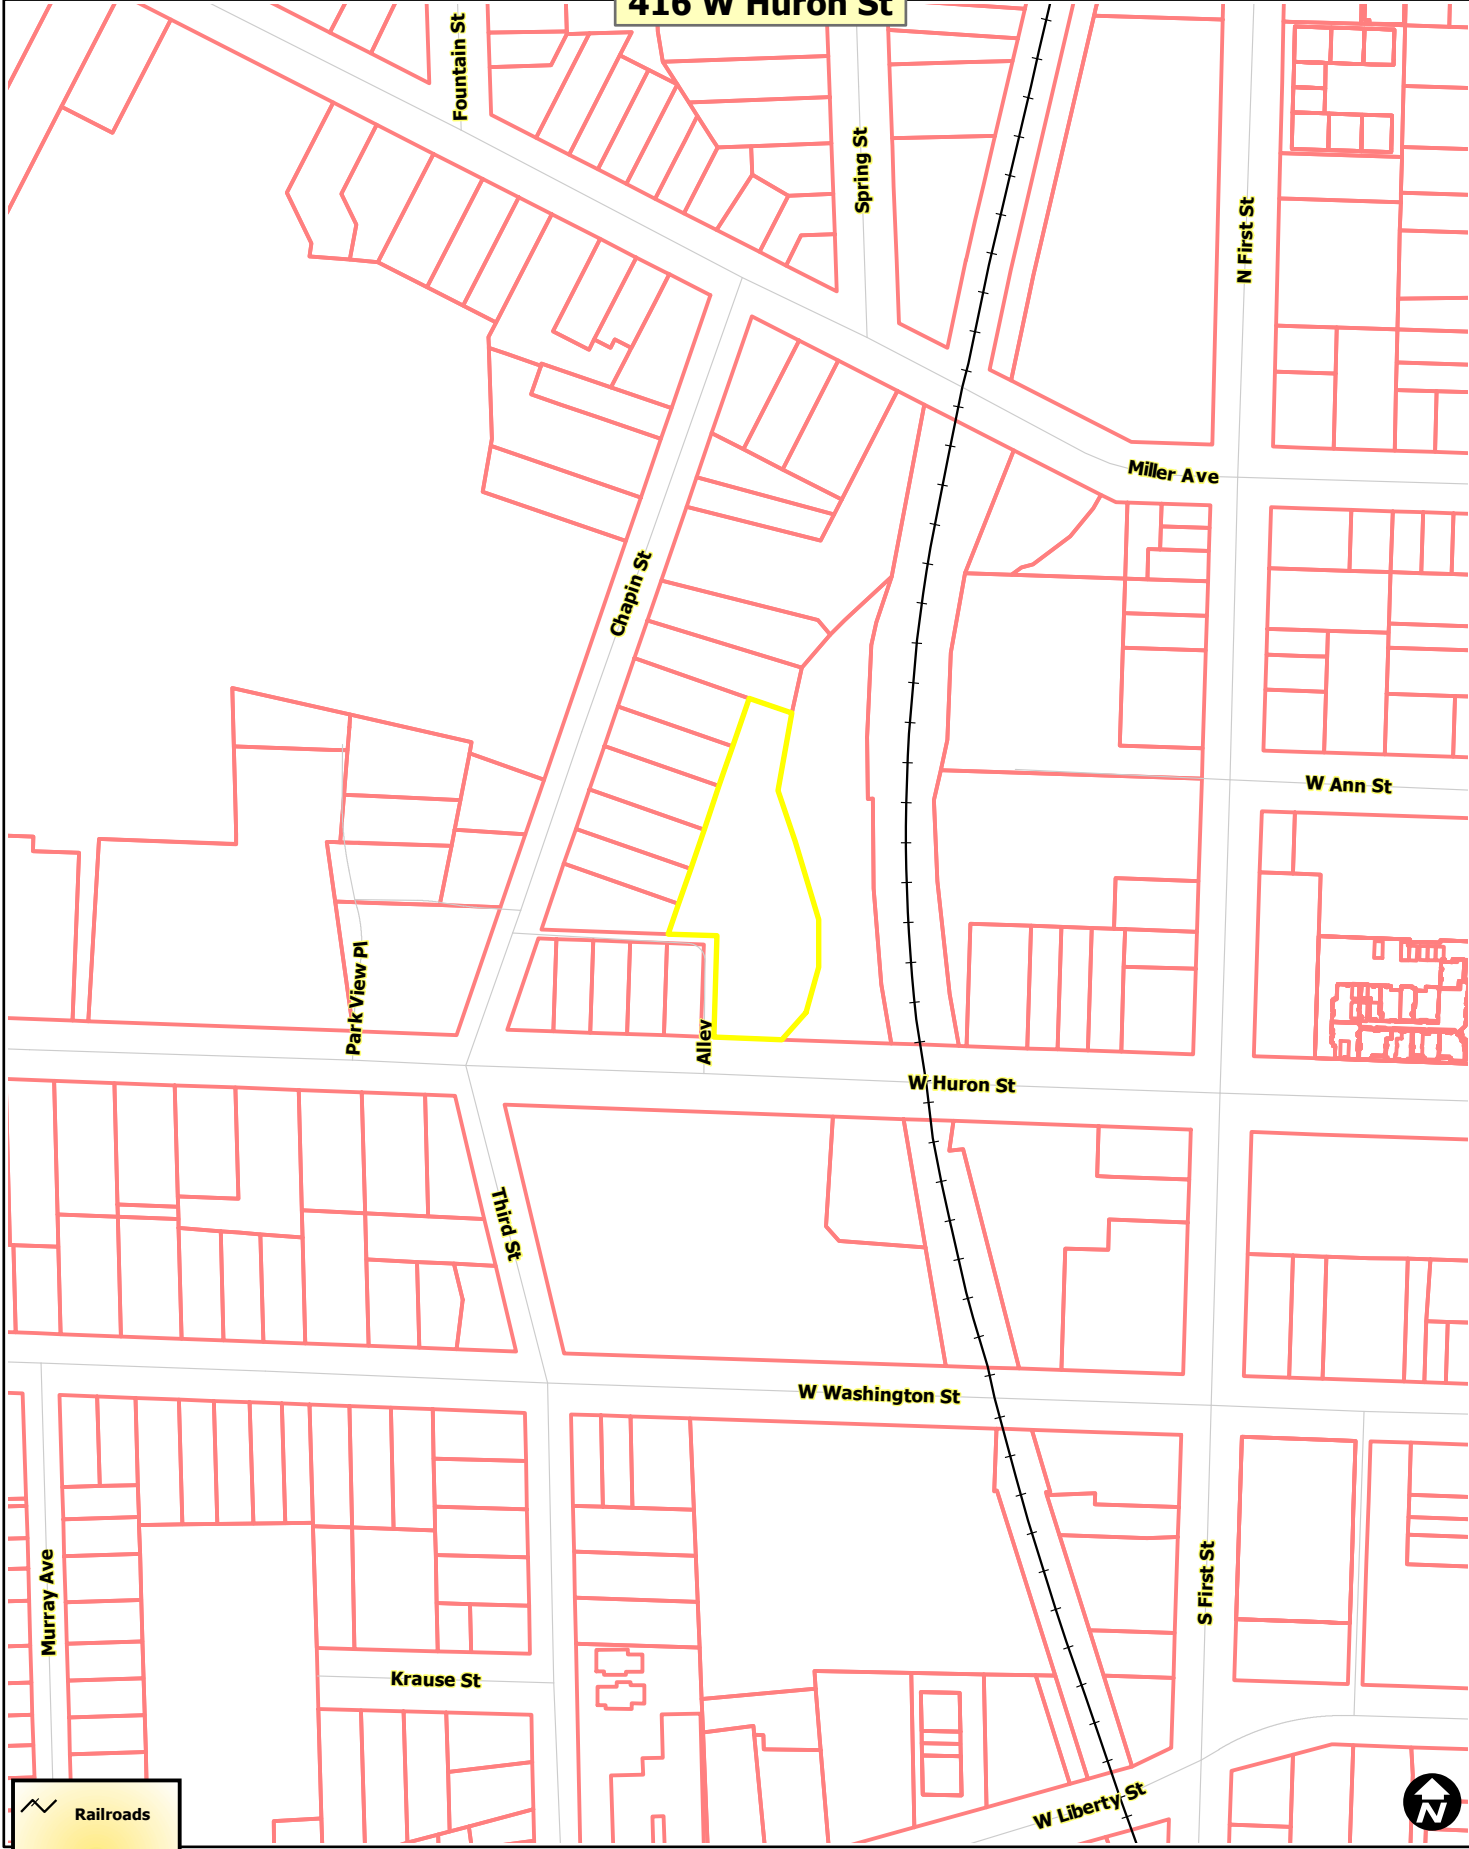 416 W Huron St
Fountain St
Spring St
N First St
Miller Ave
Chapin St
W Ann St
Park View Pl
Alley
W Huron St
Third St
W Washington St
Murray Ave
S First St
Krause St
W Liberty St
Railroads
N